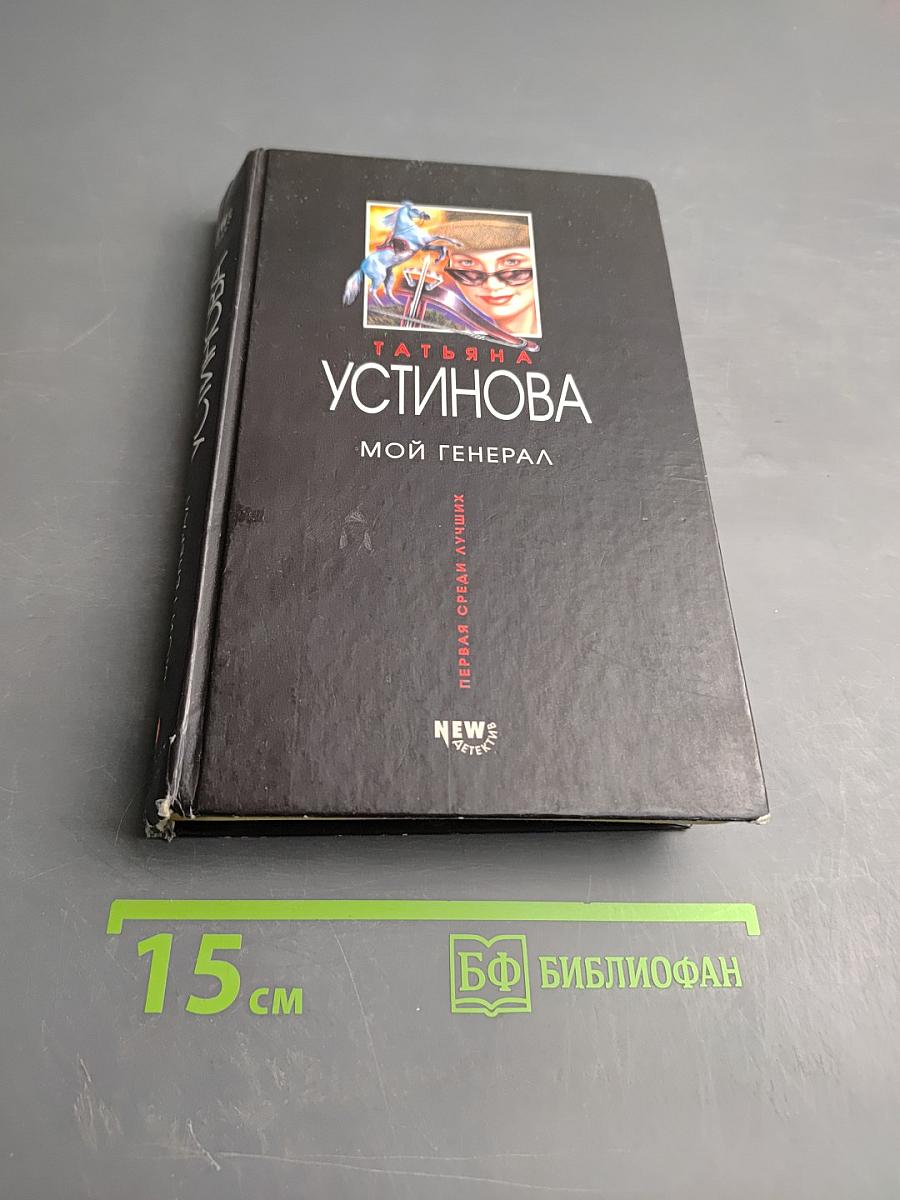 ТАТЬЯНА
УСТИНОВА
МОЙ ГЕНЕРАЛ
ПЕРВАЯ СРЕДИ ЛУЧШИХ
NEW
ДЕТЕКТИВ
УСТИНОВА
15 СМ
БФ БИБЛИОФАН